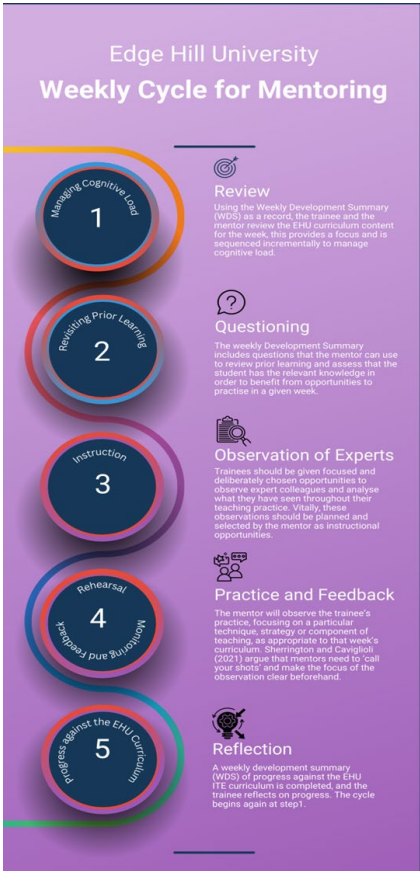 Edge Hill University
Weekly Cycle for Mentoring
Managing Cognitive Load
1
Review
Using the Weekly Development Summary
(WDS) as a record, the trainee and the
mentor review the EHU curriculum content
for the week, this provides a focus and is
sequenced incrementally to manage
cognitive load.
Revisiting Prior Learning
2
Questioning
The weekly Development Summary
includes questions that the mentor can use
to review prior learning and assess that the
student has the relevant knowledge in
order to benefit from opportunities to
practise in a given week.
Instruction
3
Observation of Experts
Trainees should be given focused and
deliberately chosen opportunities to
observe expert colleagues and analyse
what they have seen throughout their
teaching practice. Vitally, these
observations should be planned and
selected by the mentor as instructional
opportunities.
Rehearsal
4
Monitoring and Feedback
Practice and Feedback
The mentor will observe the trainee's
practice, focusing on a particular
technique, strategy or component of
teaching, as appropriate to that week's
curriculum. Sherrington and Caviglioli
(2021) argue that mentors need to 'call
your shots' and make the focus of the
observation clear beforehand.
Progress against the EHU Curriculum
5
Reflection
A weekly development summary
(WDS) of progress against the EHU
ITE curriculum is completed, and the
trainee reflects on progress. The cycle
begins again at step1.